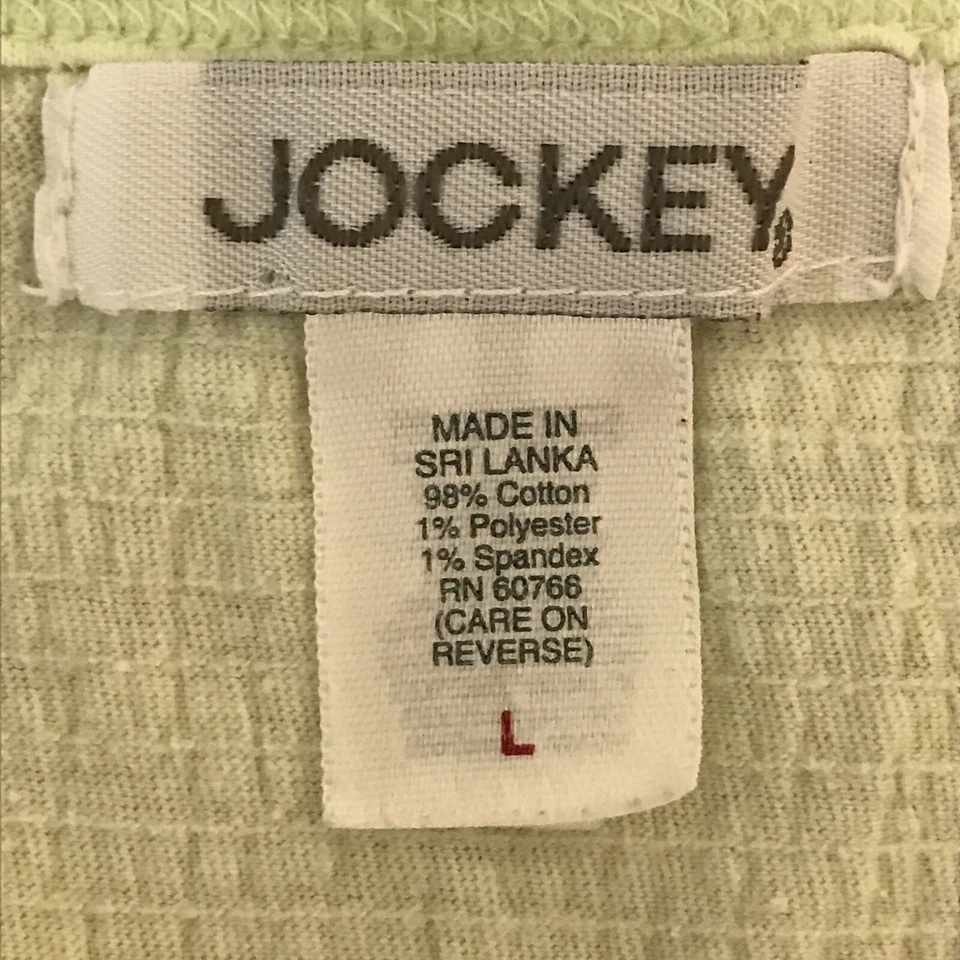 JOCKEY®
MADE IN
SRI LANKA
98% Cotton
1% Polyester
1% Spandex
RN 60766
(CARE ON
REVERSE)
L